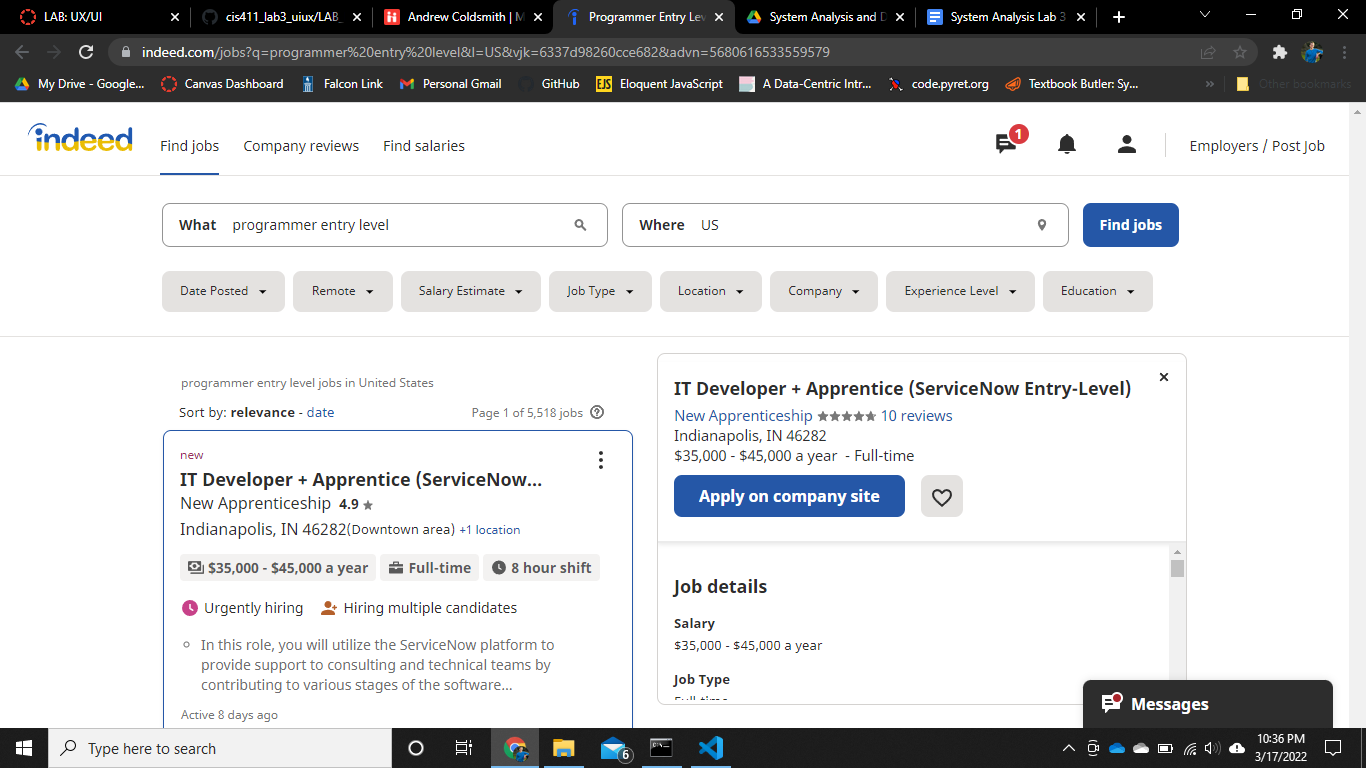 LAB: UX/UI
cis411_lab3_uiux/LAB_
Andrew Coldsmith | M
Programmer Entry Lev
System Analysis and D
System Analysis Lab 3
indeed.com/jobs?q=programmer%20entry%20level&l=US&vjk=6337d98260cce682&advn=5680616533559579
My Drive - Google...
Canvas Dashboard
Falcon Link
Personal Gmail
GitHub
EJS Eloquent JavaScript
A Data-Centric Intr...
code.pyret.org
Textbook Butler: Sy...
»
Other bookmarks
indeed
Find jobs
Company reviews
Find salaries
1
Employers / Post Job
What programmer entry level
Where US
Find jobs
Date Posted
Remote
Salary Estimate
Job Type
Location
Company
Experience Level
Education
programmer entry level jobs in United States
Sort by: relevance - date
Page 1 of 5,518 jobs
new
IT Developer + Apprentice (ServiceNow...
New Apprenticeship 4.9
Indianapolis, IN 46282(Downtown area) +1 location
$35,000 - $45,000 a year
Full-time
8 hour shift
Urgently hiring
Hiring multiple candidates
In this role, you will utilize the ServiceNow platform to
provide support to consulting and technical teams by
contributing to various stages of the software...
Active 8 days ago
IT Developer + Apprentice (ServiceNow Entry-Level)
New Apprenticeship 10 reviews
Indianapolis, IN 46282
$35,000 - $45,000 a year - Full-time
Apply on company site
Job details
Salary
$35,000 - $45,000 a year
Job Type
Full-time
Messages
Type here to search
6
10:36 PM
3/17/2022